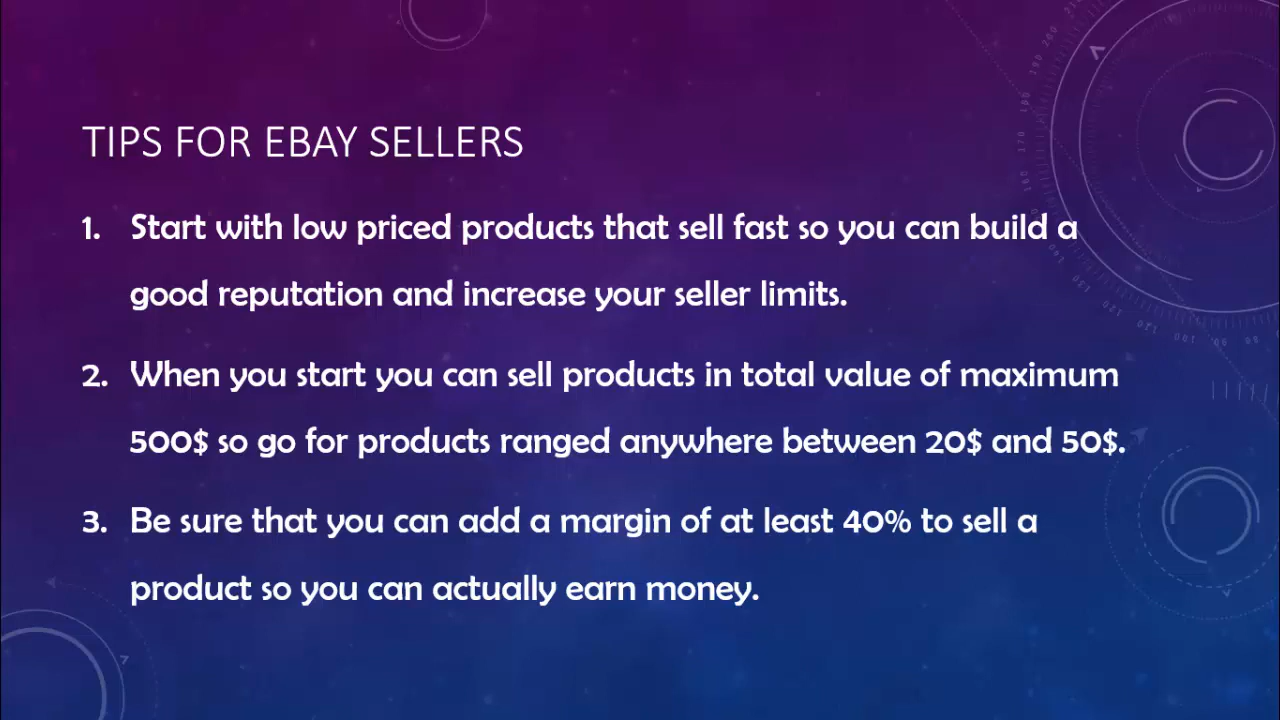 TIPS FOR EBAY SELLERS
1. Start with low priced products that sell fast so you can build a
good reputation and increase your seller limits.
2. When you start you can sell products in total value of maximum
500$ so go for products ranged anywhere between 20$ and 50$.
3. Be sure that you can add a margin of at least 40% to sell a
product so you can actually earn money.